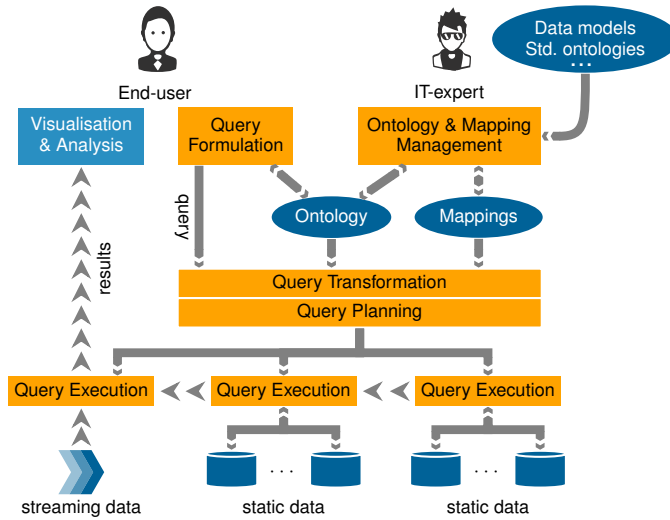 Data models
Std. ontologies
...
End-user
IT-expert
Visualisation
& Analysis
Query
Formulation
Ontology & Mapping
Management
query
Ontology
Mappings
results
Query Transformation
Query Planning
Query Execution
Query Execution
Query Execution
...
...
streaming data
static data
static data